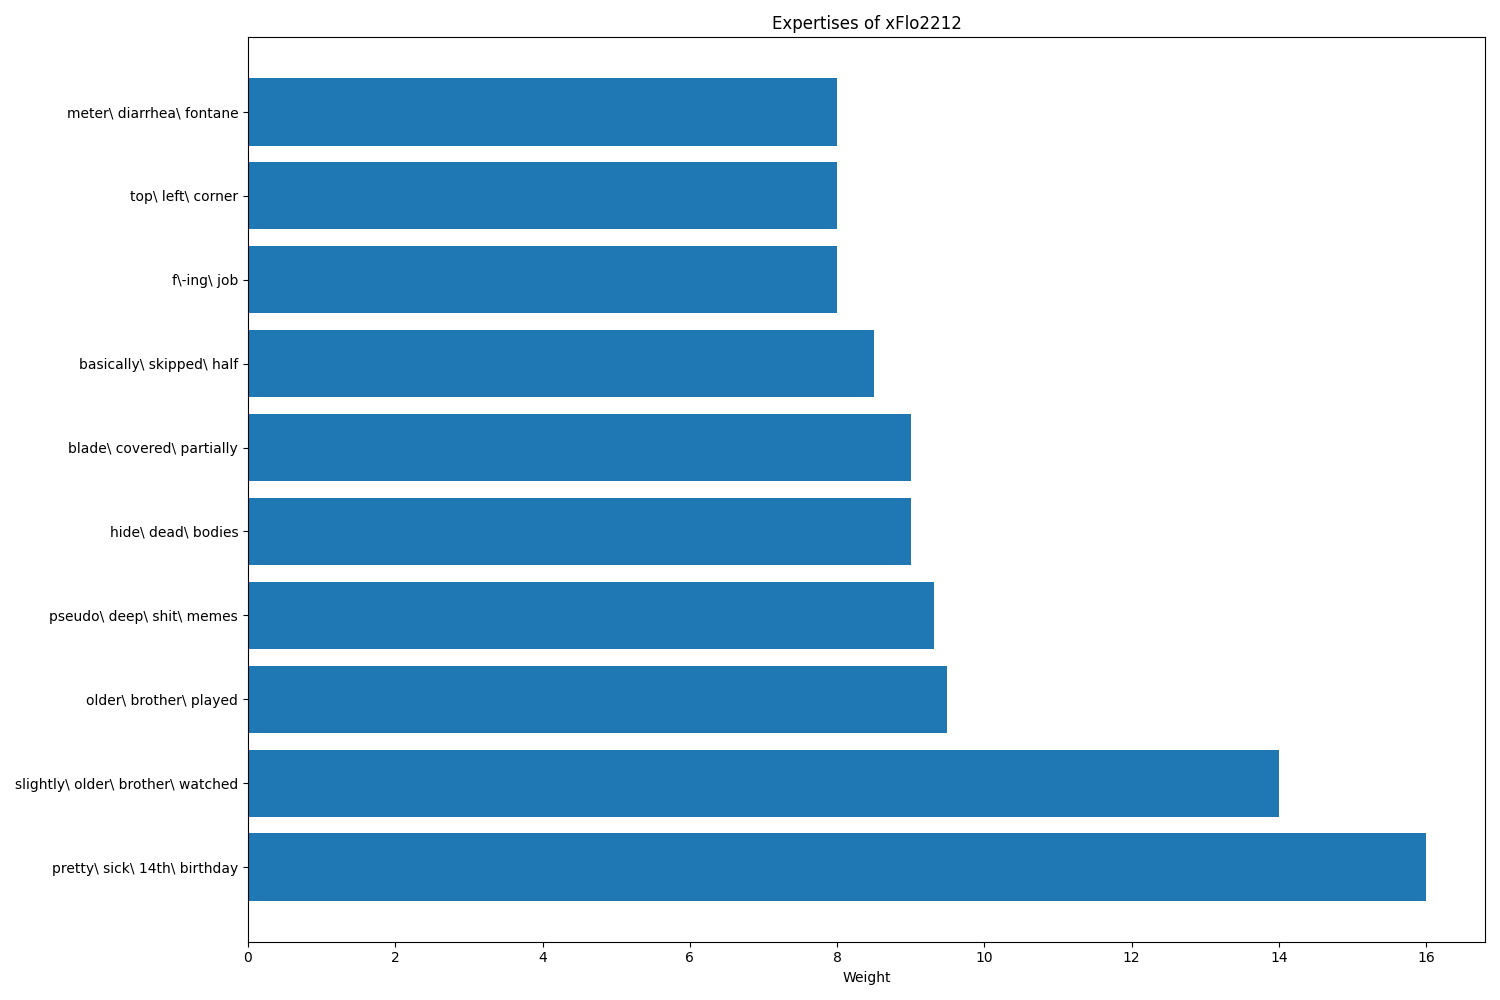 Expertises of xFlo2212
meter\ diarrhea\ fontane
top\ left\ corner
f\-ing\ job
basically\ skipped\ half
blade\ covered\ partially
hide\ dead\ bodies
pseudo\ deep\ shit\ memes
older\ brother\ played
slightly\ older\ brother\ watched
pretty\ sick\ 14th\ birthday
0 2 4 6 8 10 12 14 16
Weight